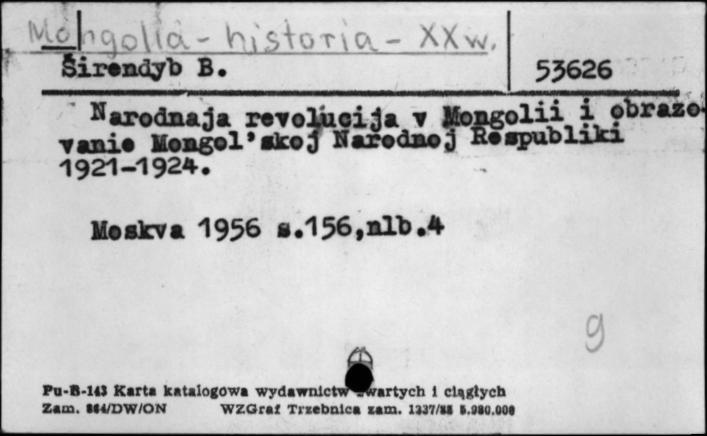 Mongolia - historia - XX w.
Širendyb B.
53626
Narodnaja revolucija v Mongolii i obrazo-
vanie Mongol'skoj Narodnoj Respubliki
1921-1924.
Moskva 1956 s.156,nlb.4
9
Pu-B-143 Karta katalogowa wydawnictw zwartych i ciągłych
Zam. 864/DW/ON WZGraf Trzebnica zam. 1337/88 5.980.000